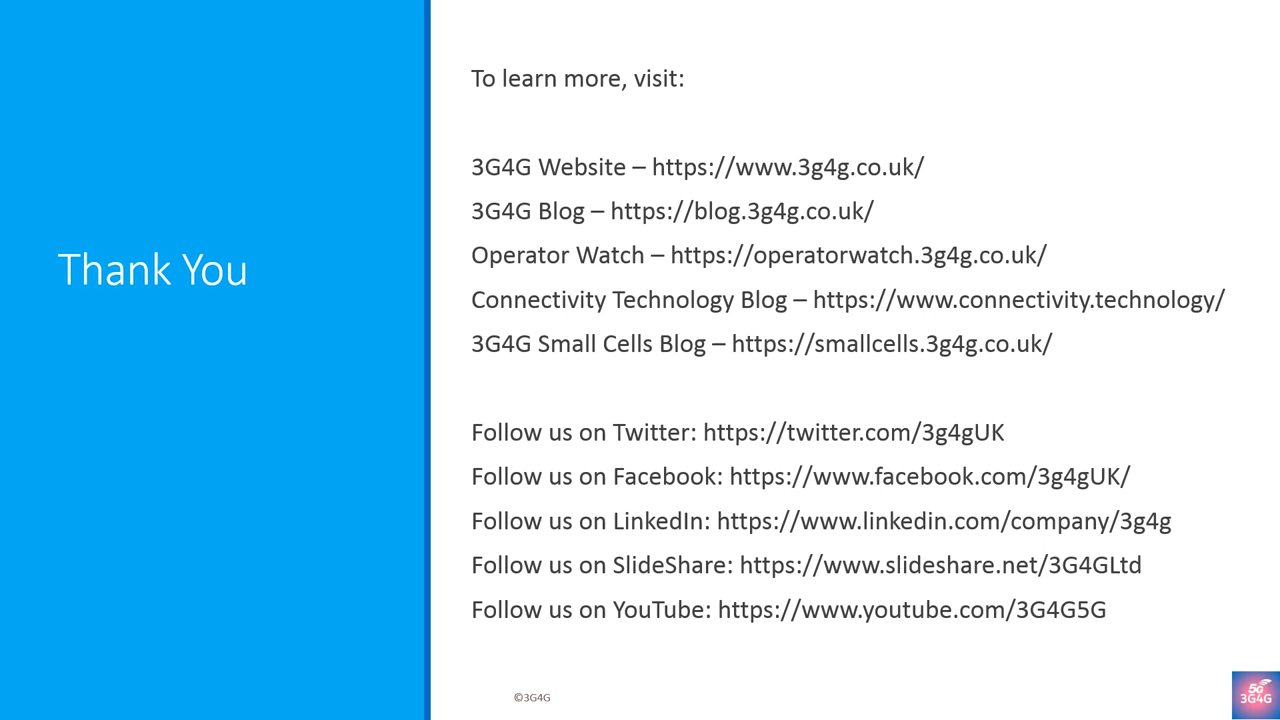 Thank You
To learn more, visit:
3G4G Website – https://www.3g4g.co.uk/
3G4G Blog – https://blog.3g4g.co.uk/
Operator Watch – https://operatorwatch.3g4g.co.uk/
Connectivity Technology Blog – https://www.connectivity.technology/
3G4G Small Cells Blog – https://smallcells.3g4g.co.uk/
Follow us on Twitter: https://twitter.com/3g4gUK
Follow us on Facebook: https://www.facebook.com/3g4gUK/
Follow us on LinkedIn: https://www.linkedin.com/company/3g4g
Follow us on SlideShare: https://www.slideshare.net/3G4GLtd
Follow us on YouTube: https://www.youtube.com/3G4G5G
©3G4G
5G
3G4G